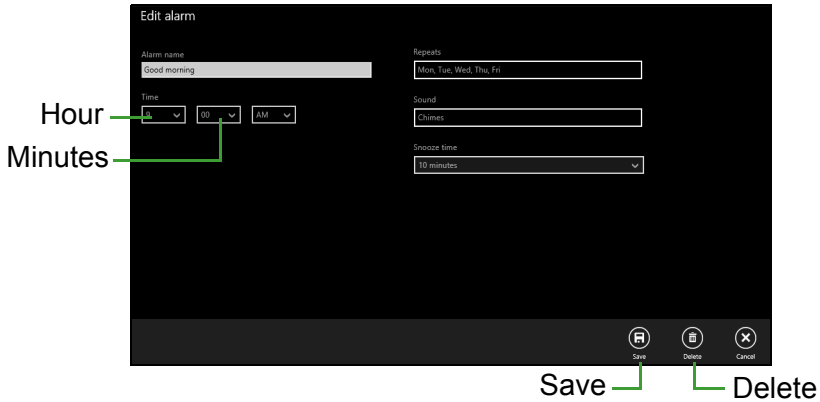 Edit alarm
Alarm name
Good morning
Time
9 00 AM
Repeats
Mon, Tue, Wed, Thu, Fri
Sound
Chimes
Snooze time
10 minutes
Hour
Minutes
Save Delete Cancel
Save Delete